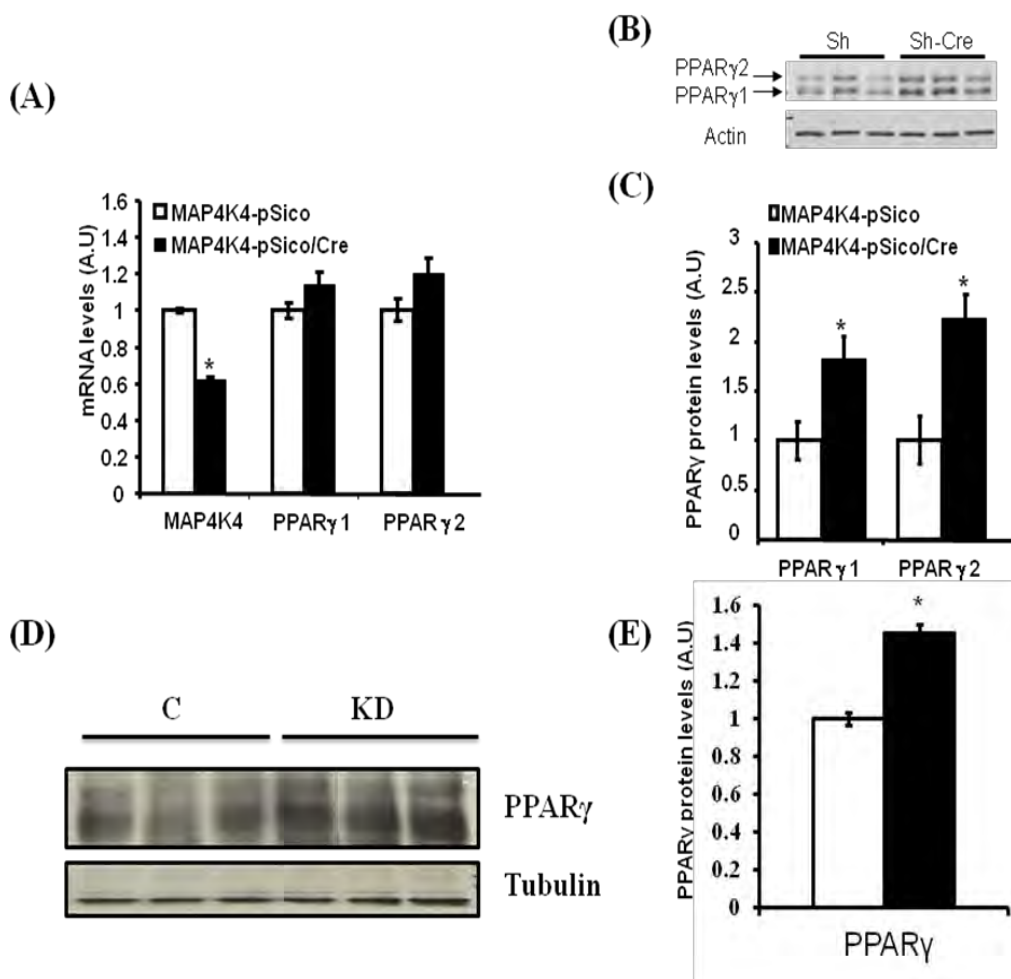 (A)
mRNA levels (A.U)
1.6
1.4
1.2
1
0.8
0.6
0.4
0.2
0
MAP4K4-pSico
MAP4K4-pSico/Cre
*
MAP4K4 PPARγ1 PPARγ2
(B)
Sh Sh-Cre
PPARγ2
PPARγ1
Actin
(C)
PPARγ protein levels (A.U)
3
2.5
2
1.5
1
0.5
0
MAP4K4-pSico
MAP4K4-pSico/Cre
* *
PPARγ1 PPARγ2
(D)
C KD
PPARγ
Tubulin
(E)
PPARγ protein levels (A.U)
1.6
1.4
1.2
1
0.8
0.6
0.4
0.2
0
*
PPARγ